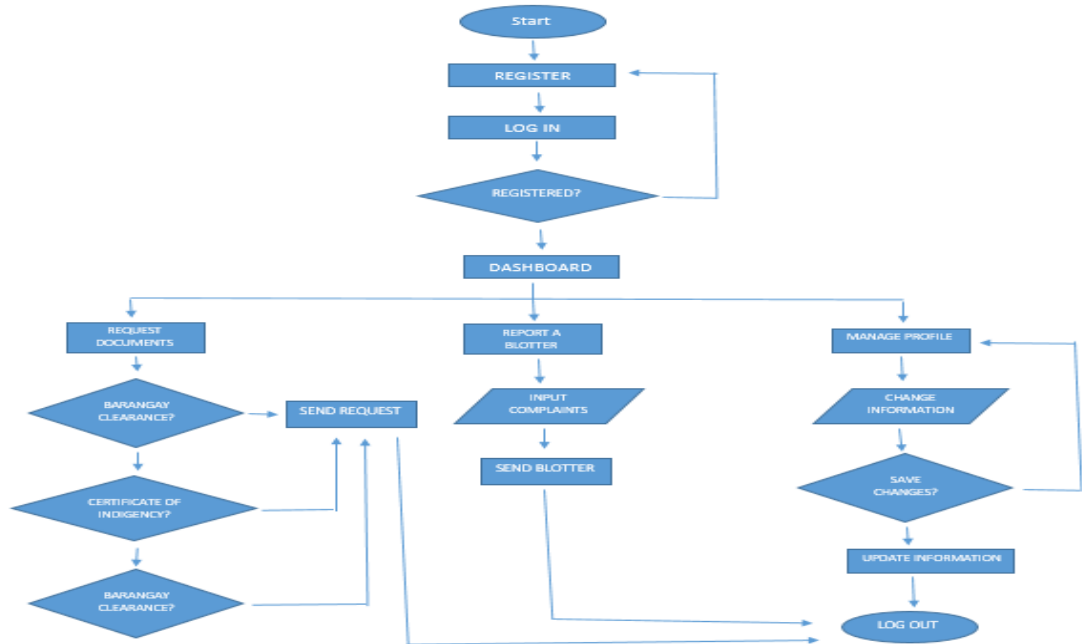 Start
REGISTER
LOG IN
REGISTERED?
DASHBOARD
REQUEST
DOCUMENTS
BARANGAY
CLEARANCE?
SEND REQUEST
CERTIFICATE OF
INDIGENCY?
BARANGAY
CLEARANCE?
REPORT A
BLOTTER
INPUT
COMPLAINTS
SEND BLOTTER
MANAGE PROFILE
CHANGE
INFORMATION
SAVE
CHANGES?
UPDATE INFORMATION
LOG OUT